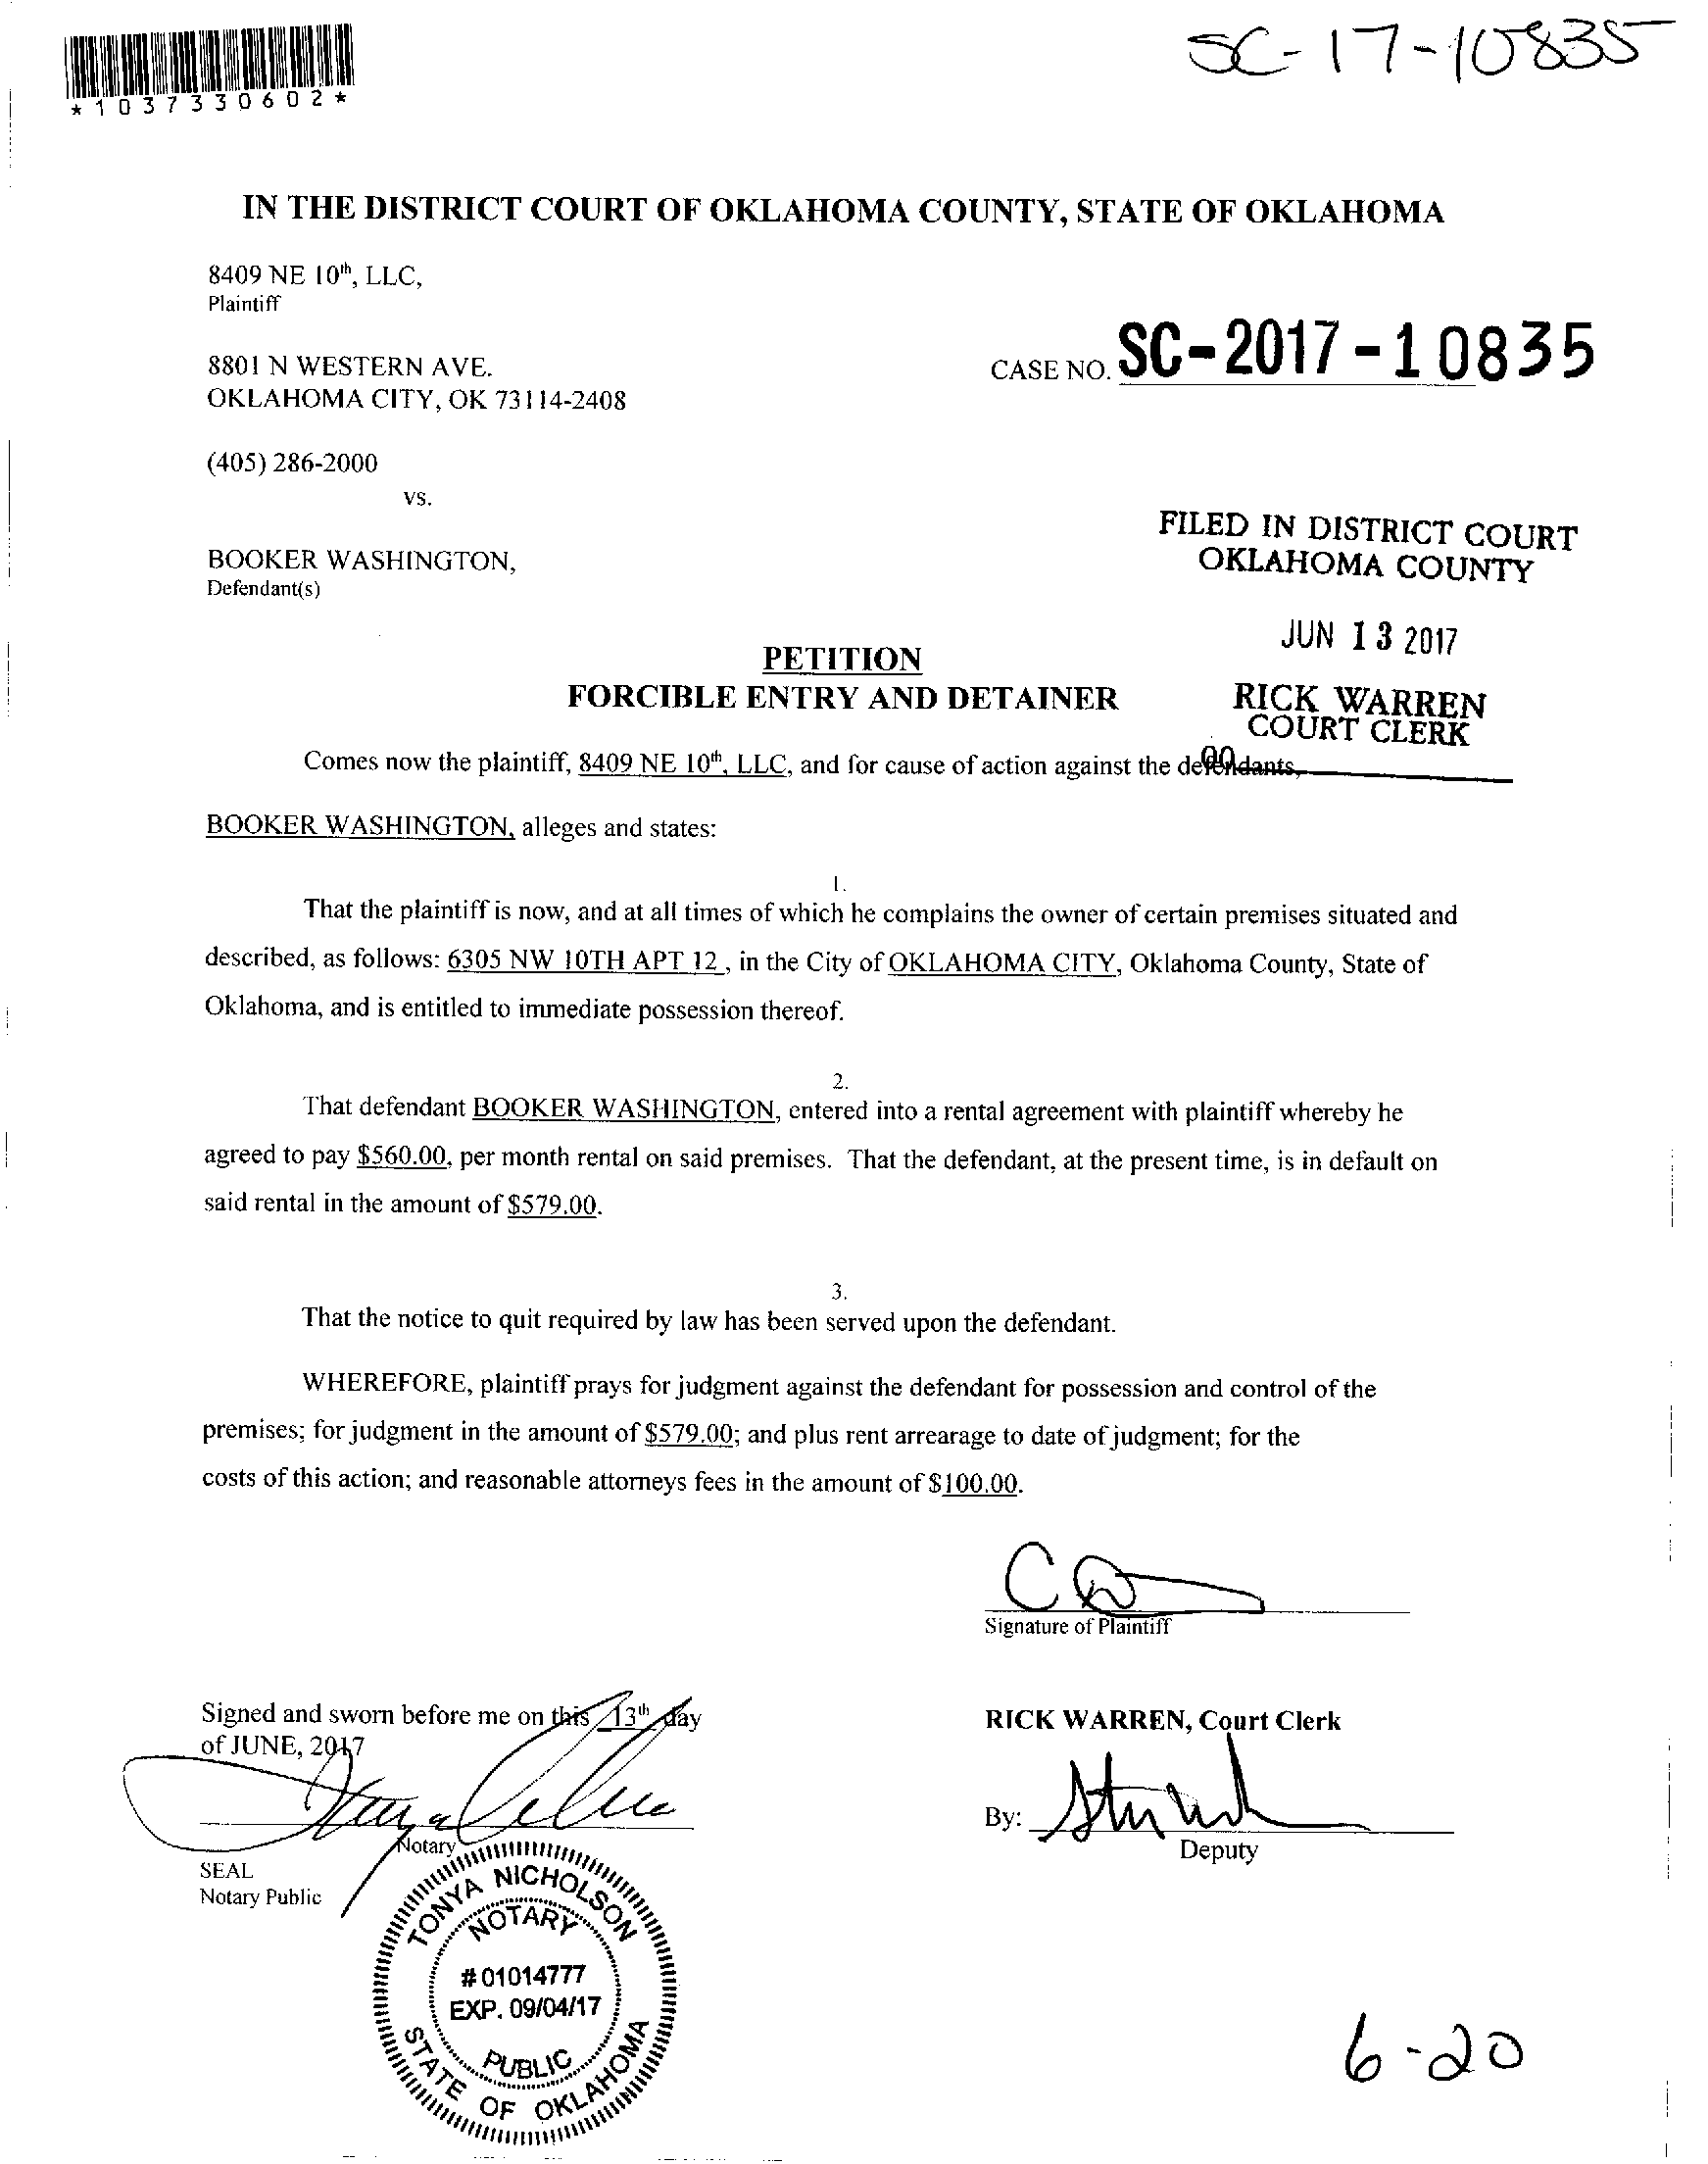 SC-17-10835
*1037330602*
IN THE DISTRICT COURT OF OKLAHOMA COUNTY, STATE OF OKLAHOMA
8409 NE 10th, LLC,
Plaintiff
8801 N WESTERN AVE.
OKLAHOMA CITY, OK 73114-2408
CASE NO. SC-2017-10835
(405) 286-2000
vs.
BOOKER WASHINGTON,
Defendant(s)
FILED IN DISTRICT COURT
OKLAHOMA COUNTY
JUN 13 2017
RICK WARREN
COURT CLERK
PETITION
FORCIBLE ENTRY AND DETAINER
Comes now the plaintiff, 8409 NE 10th, LLC, and for cause of action against the defendants,
BOOKER WASHINGTON, alleges and states:
1.
That the plaintiff is now, and at all times of which he complains the owner of certain premises situated and
described, as follows: 6305 NW 10TH APT 12 , in the City of OKLAHOMA CITY, Oklahoma County, State of
Oklahoma, and is entitled to immediate possession thereof.
2.
That defendant BOOKER WASHINGTON, entered into a rental agreement with plaintiff whereby he
agreed to pay $560.00, per month rental on said premises. That the defendant, at the present time, is in default on
said rental in the amount of $579.00.
3.
That the notice to quit required by law has been served upon the defendant.
WHEREFORE, plaintiff prays for judgment against the defendant for possession and control of the
premises; for judgment in the amount of $579.00; and plus rent arrearage to date of judgment; for the
costs of this action; and reasonable attorneys fees in the amount of $100.00.
Signature of Plaintiff
Signed and sworn before me on this 13th day
of JUNE, 2017
RICK WARREN, Court Clerk
By:
Deputy
Notary
SEAL
Notary Public
TONYA NICHOLSON
NOTARY
#01014777
EXP. 09/04/17
PUBLIC
STATE OF OKLAHOMA
6-20